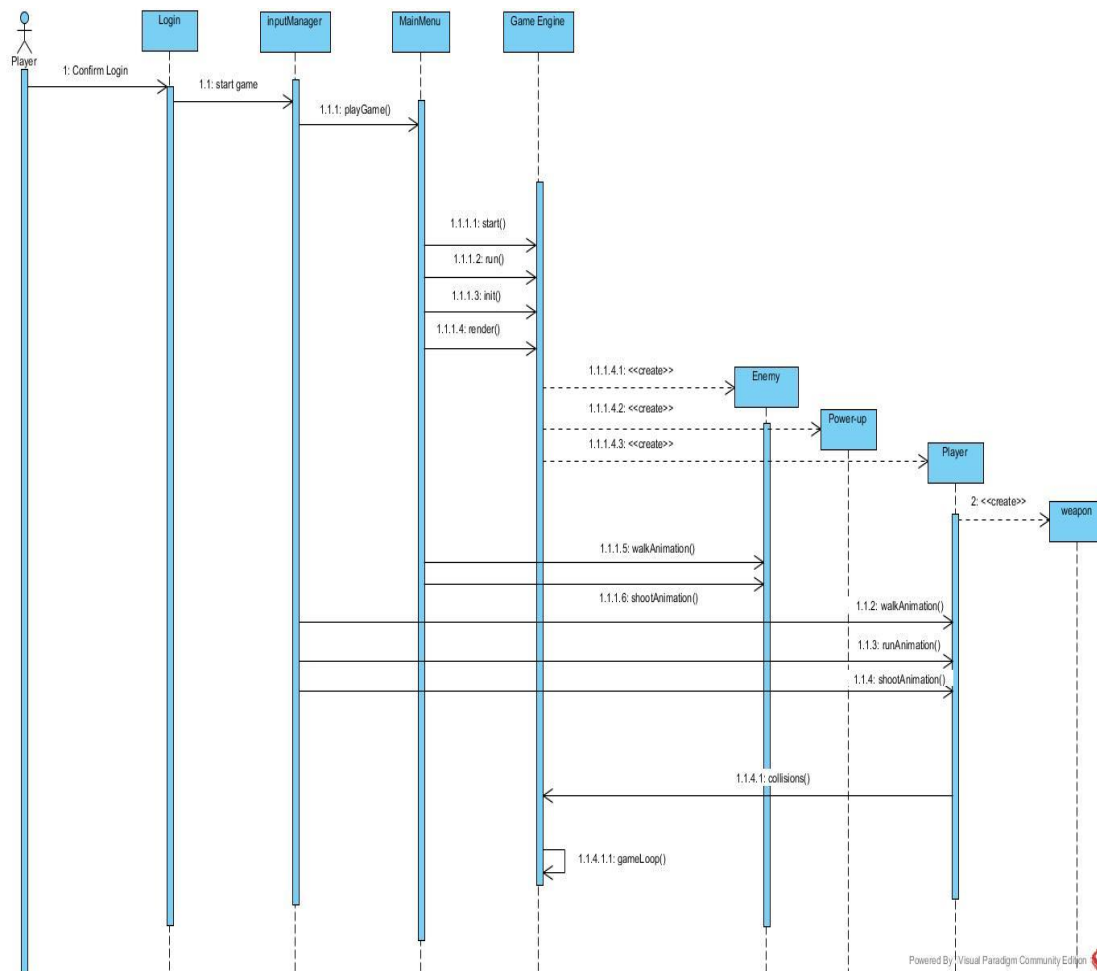 Login
inputManager
MainMenu
Game Engine
Player
1: Confirm Login
1.1: start game
1.1.1: playGame()
1.1.1.1: start()
1.1.1.2: run()
1.1.1.3: init()
1.1.1.4: render()
1.1.1.4.1: <<create>>
Enemy
1.1.1.4.2: <<create>>
Power-up
1.1.1.4.3: <<create>>
Player
2: <<create>>
weapon
1.1.1.5: walkAnimation()
1.1.1.6: shootAnimation()
1.1.2: walkAnimation()
1.1.3: runAnimation()
1.1.4: shootAnimation()
1.1.4.1: collisions()
1.1.4.1.1: gameLoop()
Powered By Visual Paradigm Community Edition